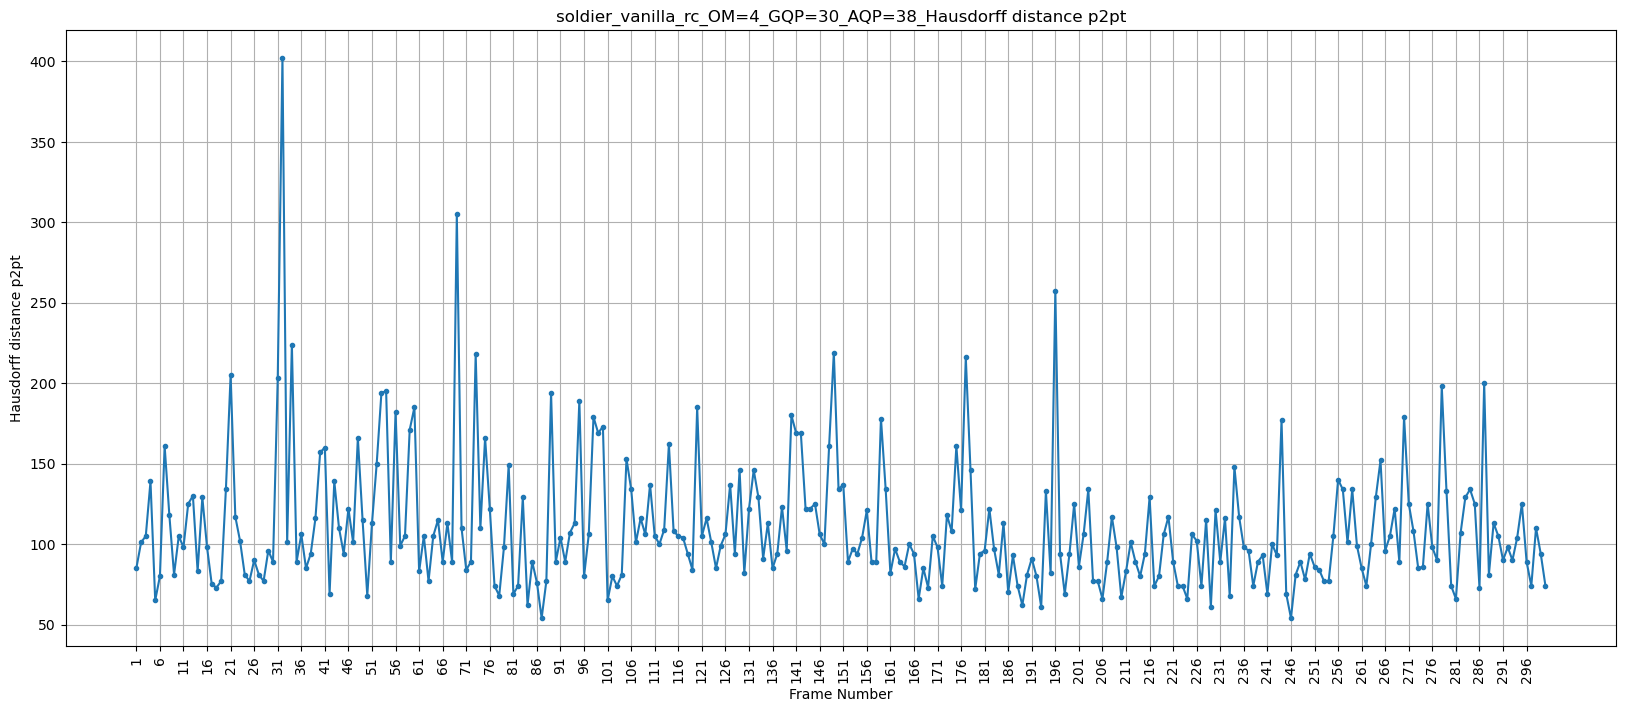 soldier_vanilla_rc_OM=4_GQP=30_AQP=38_Hausdorff distance p2pt
Hausdorff distance p2pt
400
350
300
250
200
150
100
50
1 6 11 16 21 26 31 36 41 46 51 56 61 66 71 76 81 86 91 96 101 106 111 116 121 126 131 136 141 146 151 156 161 166 171 176 181 186 191 196 201 206 211 216 221 226 231 236 241 246 251 256 261 266 271 276 281 286 291 296
Frame Number